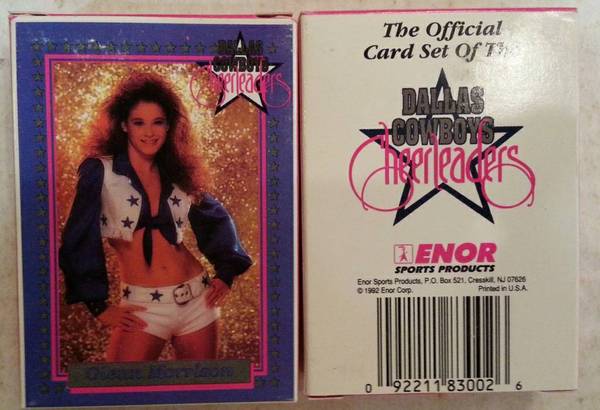 DALLAS
COWBOYS
Cheerleaders
Morrison
The Official
Card Set Of The
DALLAS
COWBOYS
Cheerleaders
ENOR
SPORTS PRODUCTS
Enor Sports Products, P.O. Box 521, Cresskill, NJ 07626
© 1992 Enor Corp. Printed in U.S.A.
0 92211 83002 6